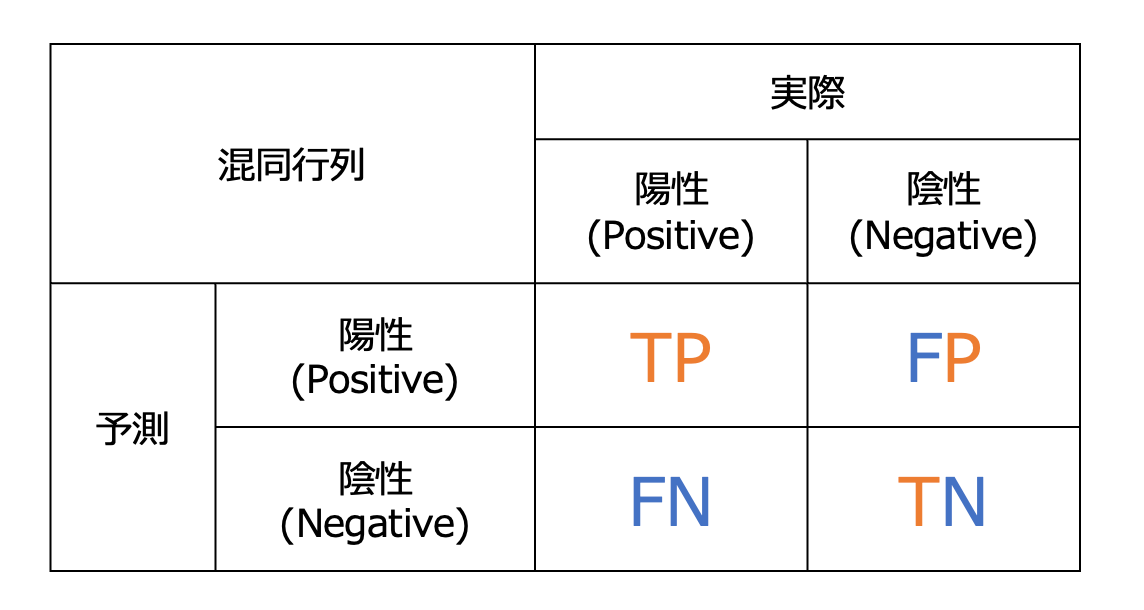 混同行列
実際
陽性
(Positive)
陰性
(Negative)
予測
陽性
(Positive)
TP
FP
陰性
(Negative)
FN
TN